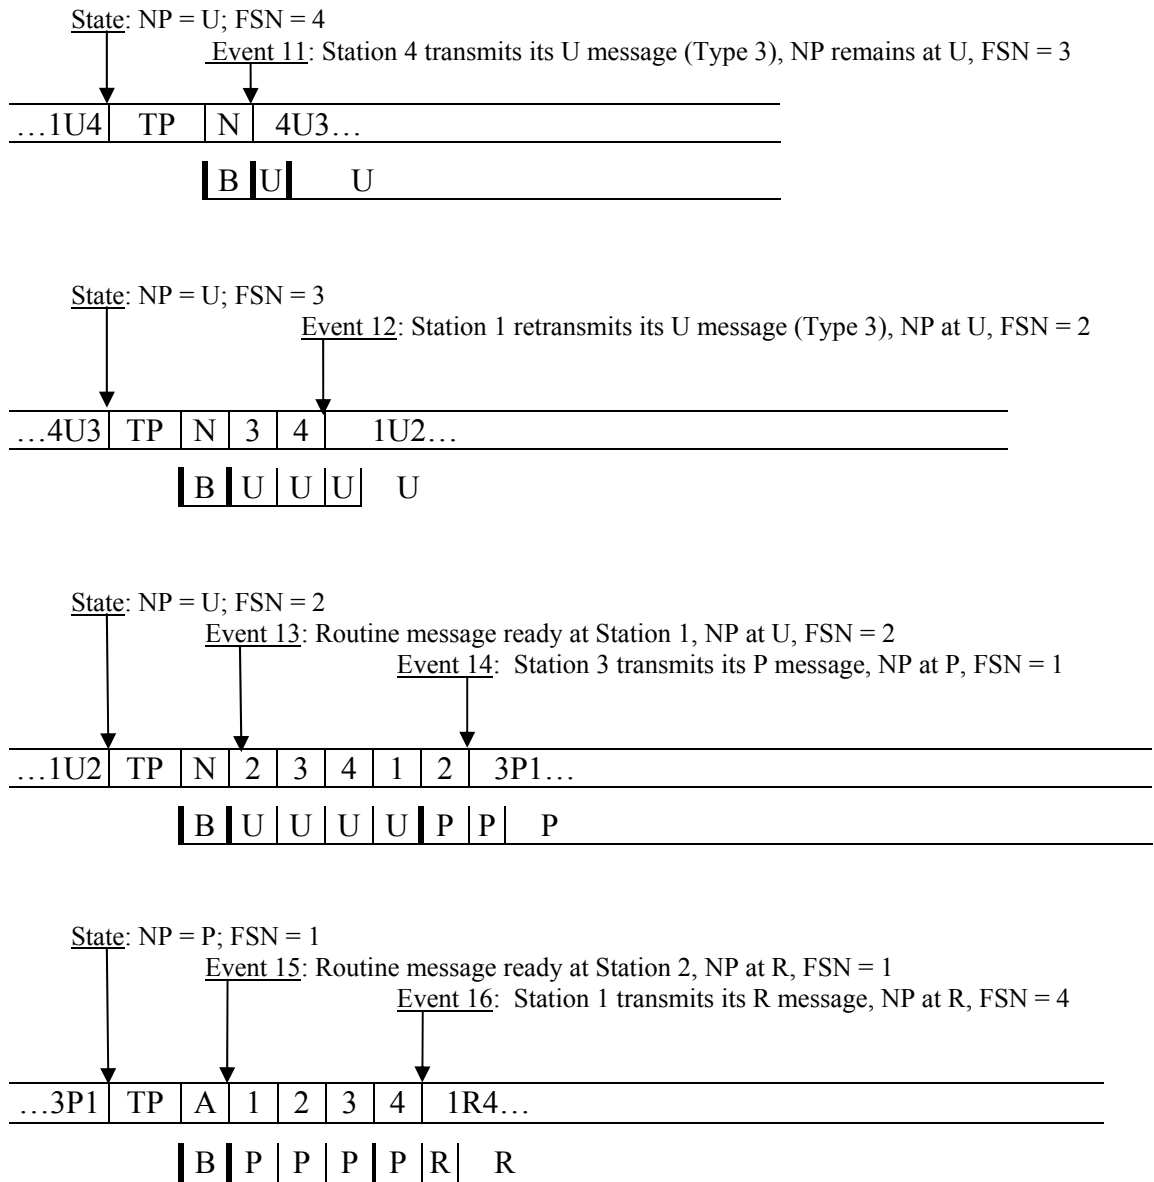 State: NP = U; FSN = 4
Event 11: Station 4 transmits its U message (Type 3), NP remains at U, FSN = 3
…1U4 TP N 4U3…
B U U
State: NP = U; FSN = 3
Event 12: Station 1 retransmits its U message (Type 3), NP at U, FSN = 2
…4U3 TP N 3 4 1U2…
B U U U U
State: NP = U; FSN = 2
Event 13: Routine message ready at Station 1, NP at U, FSN = 2
Event 14: Station 3 transmits its P message, NP at P, FSN = 1
…1U2 TP N 2 3 4 1 2 3P1…
B U U U U P P P
State: NP = P; FSN = 1
Event 15: Routine message ready at Station 2, NP at R, FSN = 1
Event 16: Station 1 transmits its R message, NP at R, FSN = 4
…3P1 TP A 1 2 3 4 1R4…
B P P P P R R